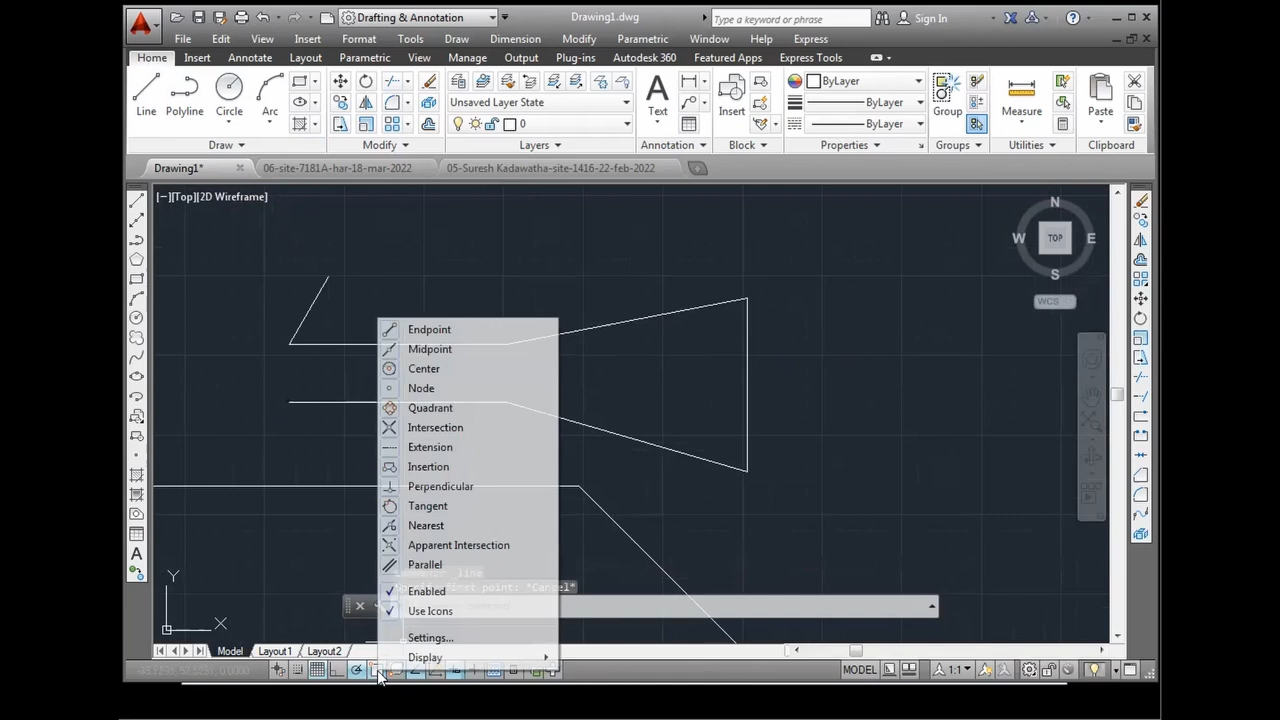 Drafting & Annotation
Drawing1.dwg
Type a keyword or phrase
Sign In
File Edit View Insert Format Tools Draw Dimension Modify Parametric Window Help Express
Home Insert Annotate Layout Parametric View Manage Output Plug-ins Autodesk 360 Featured Apps Express Tools
Unsaved Layer State
0
ByLayer
ByLayer
ByLayer
Line Polyline Circle Arc Text Insert Group Measure Paste
Draw Modify Layers Annotation Block Properties Groups Utilities Clipboard
Drawing1* 06-site-7181A-har-18-mar-2022 05-Suresh Kadawatha-site-1416-22-feb-2022
[−][Top][2D Wireframe]
N
W TOP E
S
WCS
Endpoint
Midpoint
Center
Node
Quadrant
Intersection
Extension
Insertion
Perpendicular
Tangent
Nearest
Apparent Intersection
Parallel
Enabled
Use Icons
Settings...
Display
_line
first point: *Cancel*
A
Y
X
Model Layout1 Layout2
MODEL 1:1